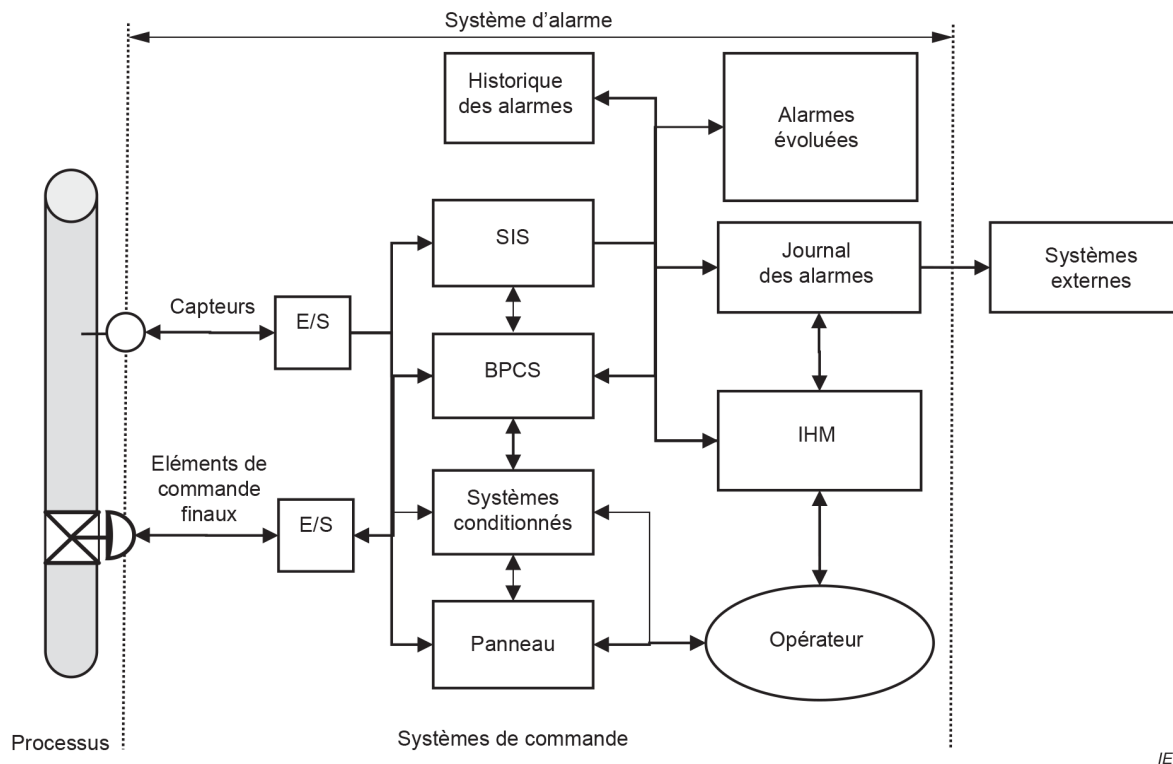 Système d’alarme
Historique
des alarmes
Alarmes
évoluées
SIS
Journal
des alarmes
Systèmes
externes
Capteurs
E/S
BPCS
IHM
Eléments de
commande
finaux
E/S
Systèmes
conditionnés
Panneau
Opérateur
Processus
Systèmes de commande
IE